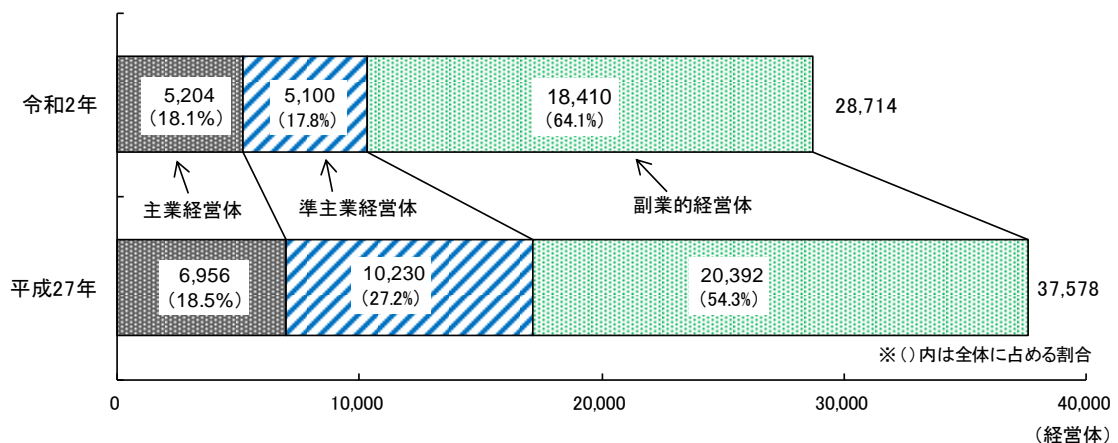 令和2年
5,204
(18.1%)
5,100
(17.8%)
18,410
(64.1%)
28,714
主業経営体
準主業経営体
副業的経営体
平成27年
6,956
(18.5%)
10,230
(27.2%)
20,392
(54.3%)
37,578
※()内は全体に占める割合
0
10,000
20,000
30,000
40,000
(経営体)